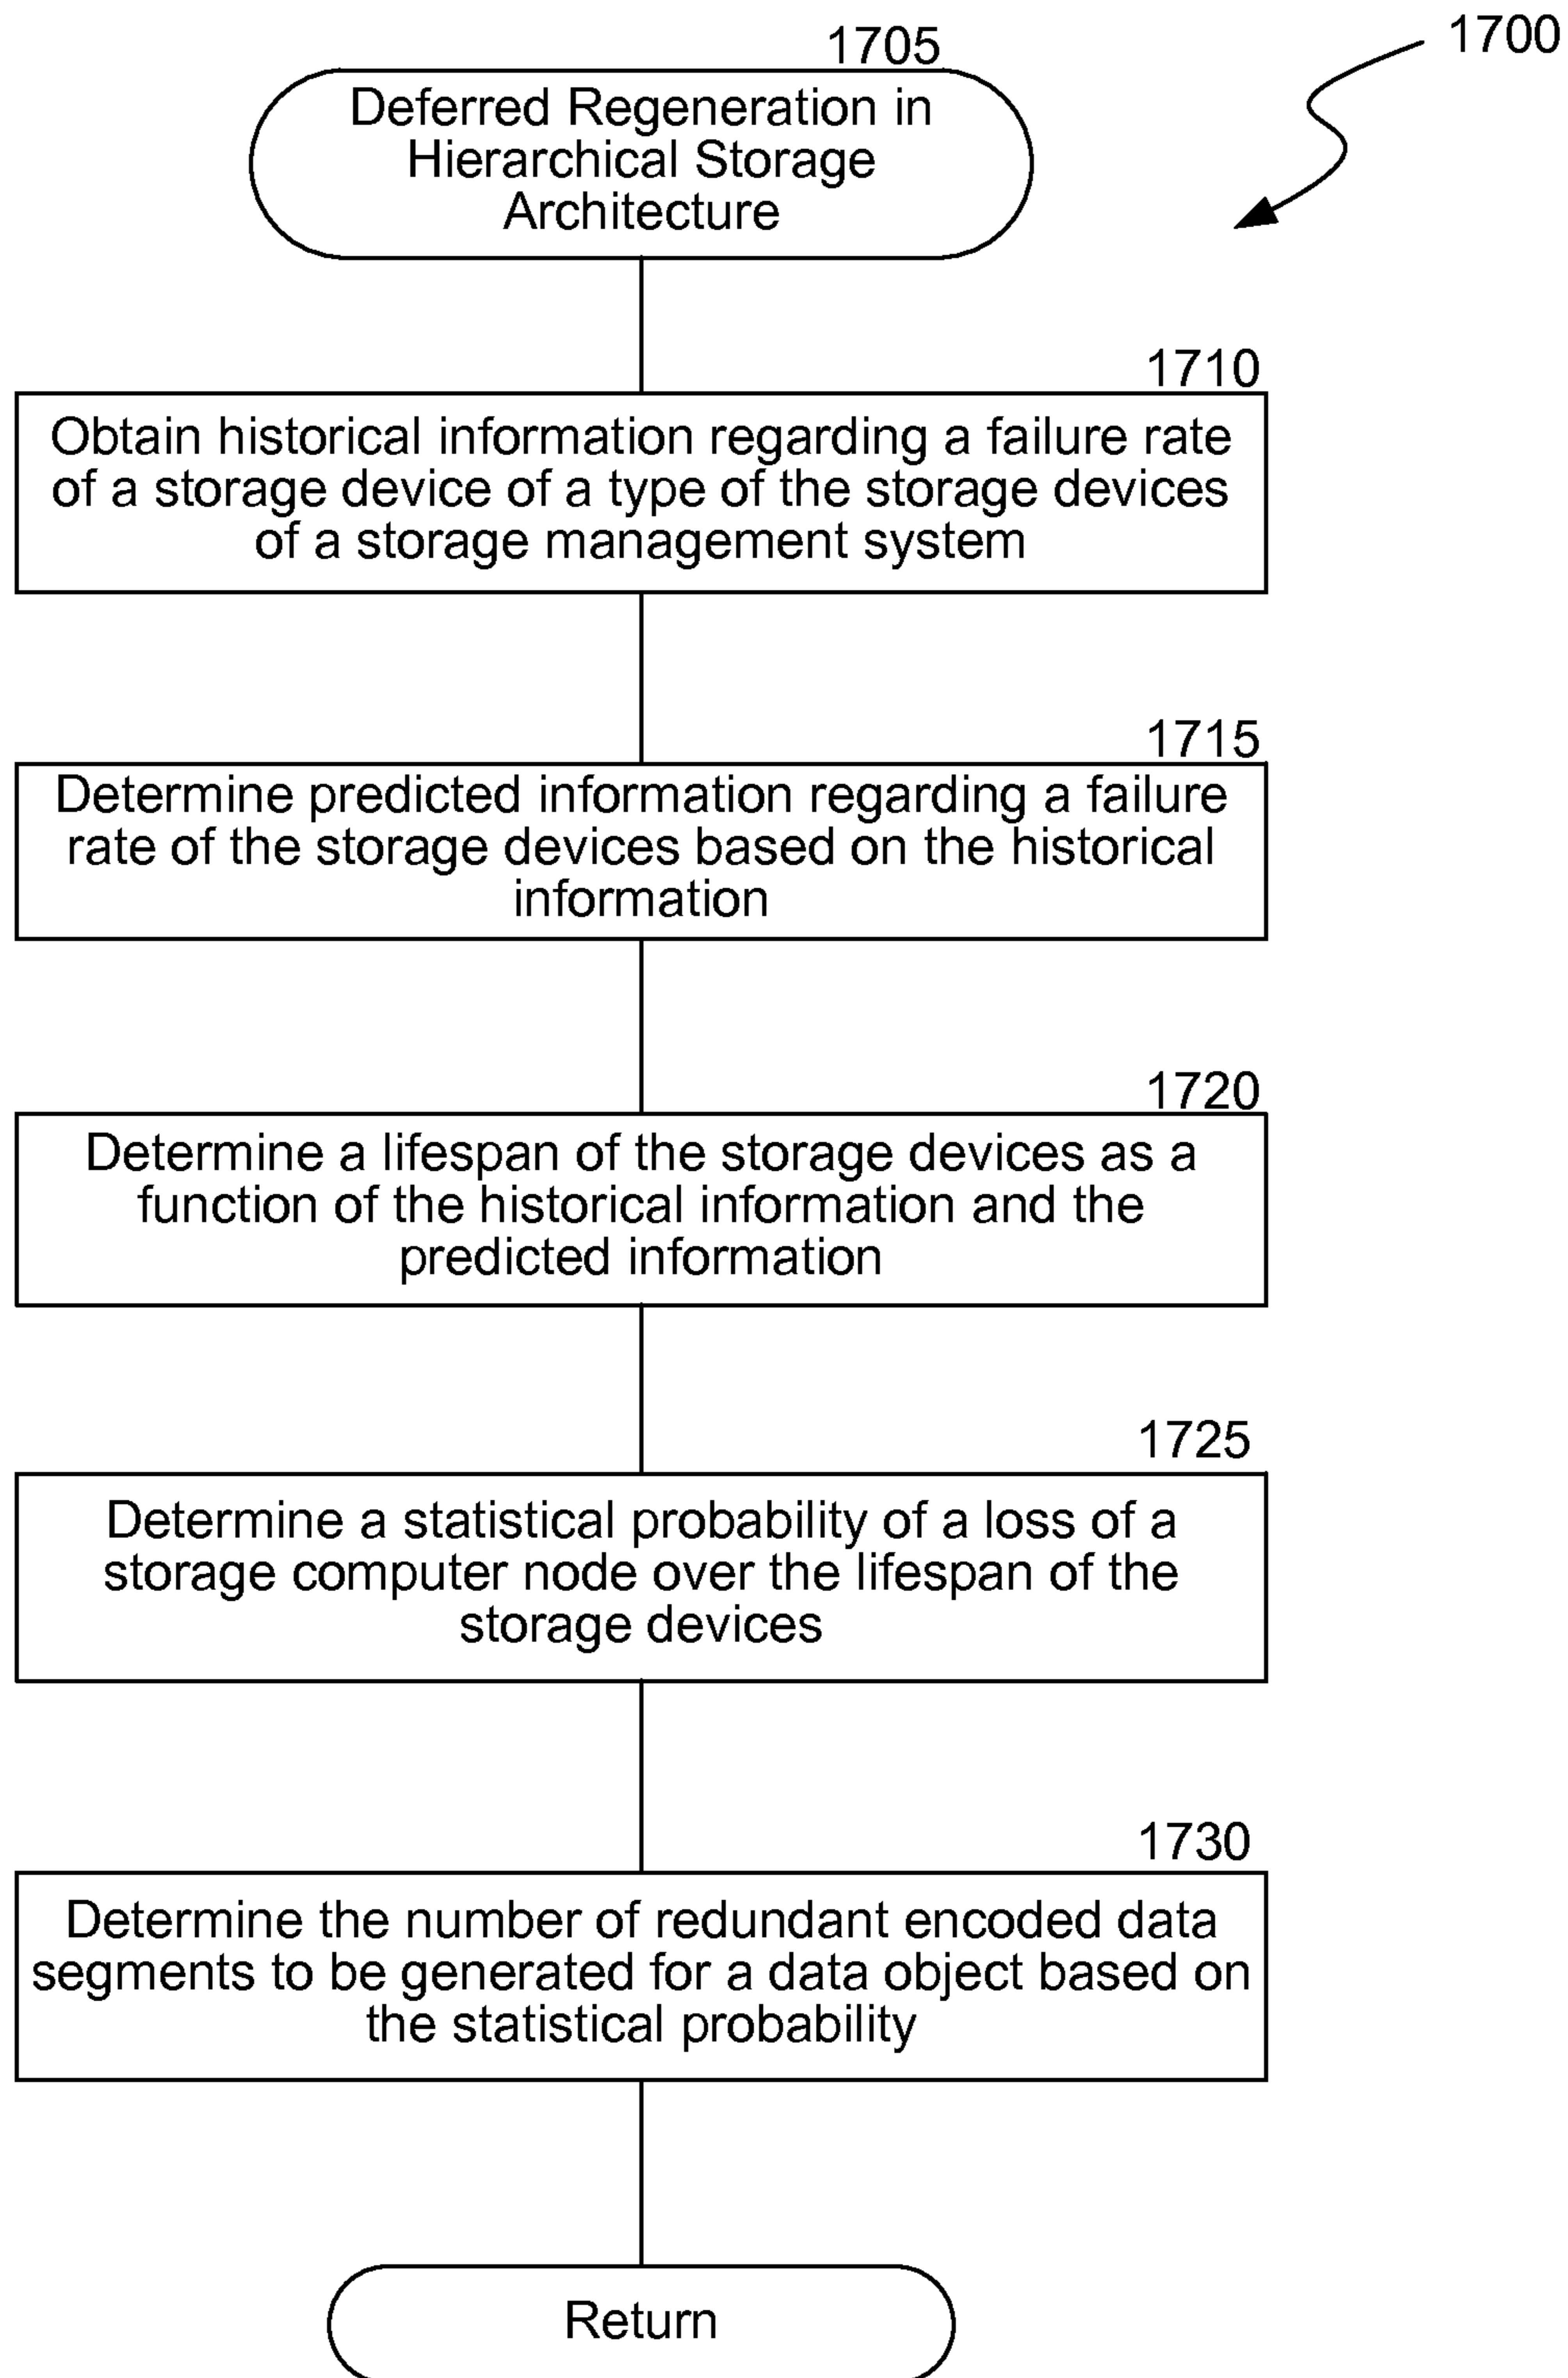 1700
1705
Deferred Regeneration in
Hierarchical Storage
Architecture
1710
Obtain historical information regarding a failure rate
of a storage device of a type of the storage devices
of a storage management system
1715
Determine predicted information regarding a failure
rate of the storage devices based on the historical
information
1720
Determine a lifespan of the storage devices as a
function of the historical information and the
predicted information
1725
Determine a statistical probability of a loss of a
storage computer node over the lifespan of the
storage devices
1730
Determine the number of redundant encoded data
segments to be generated for a data object based on
the statistical probability
Return